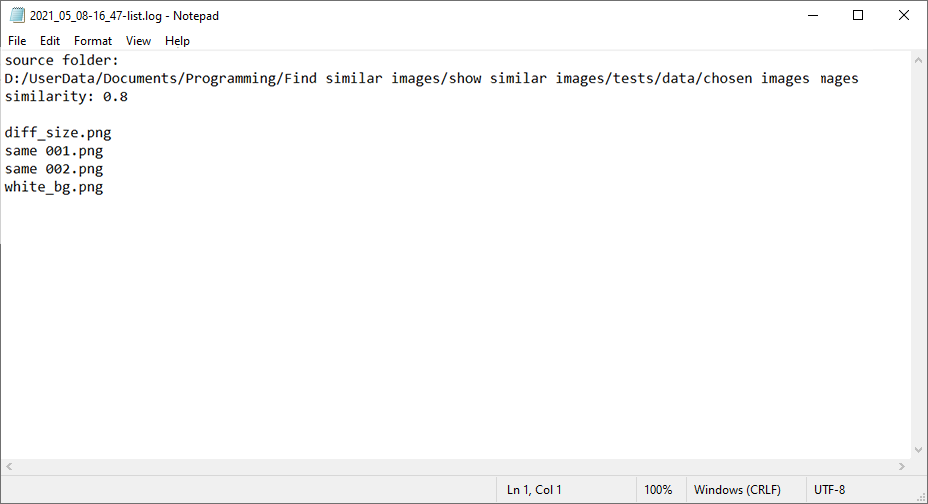 2021_05_08-16_47-list.log - Notepad
File Edit Format View Help
source folder:
D:/UserData/Documents/Programming/Find similar images/show similar images/tests/data/chosen images mages
similarity: 0.8
diff_size.png
same 001.png
same 002.png
white_bg.png
Ln 1, Col 1 100% Windows (CRLF) UTF-8